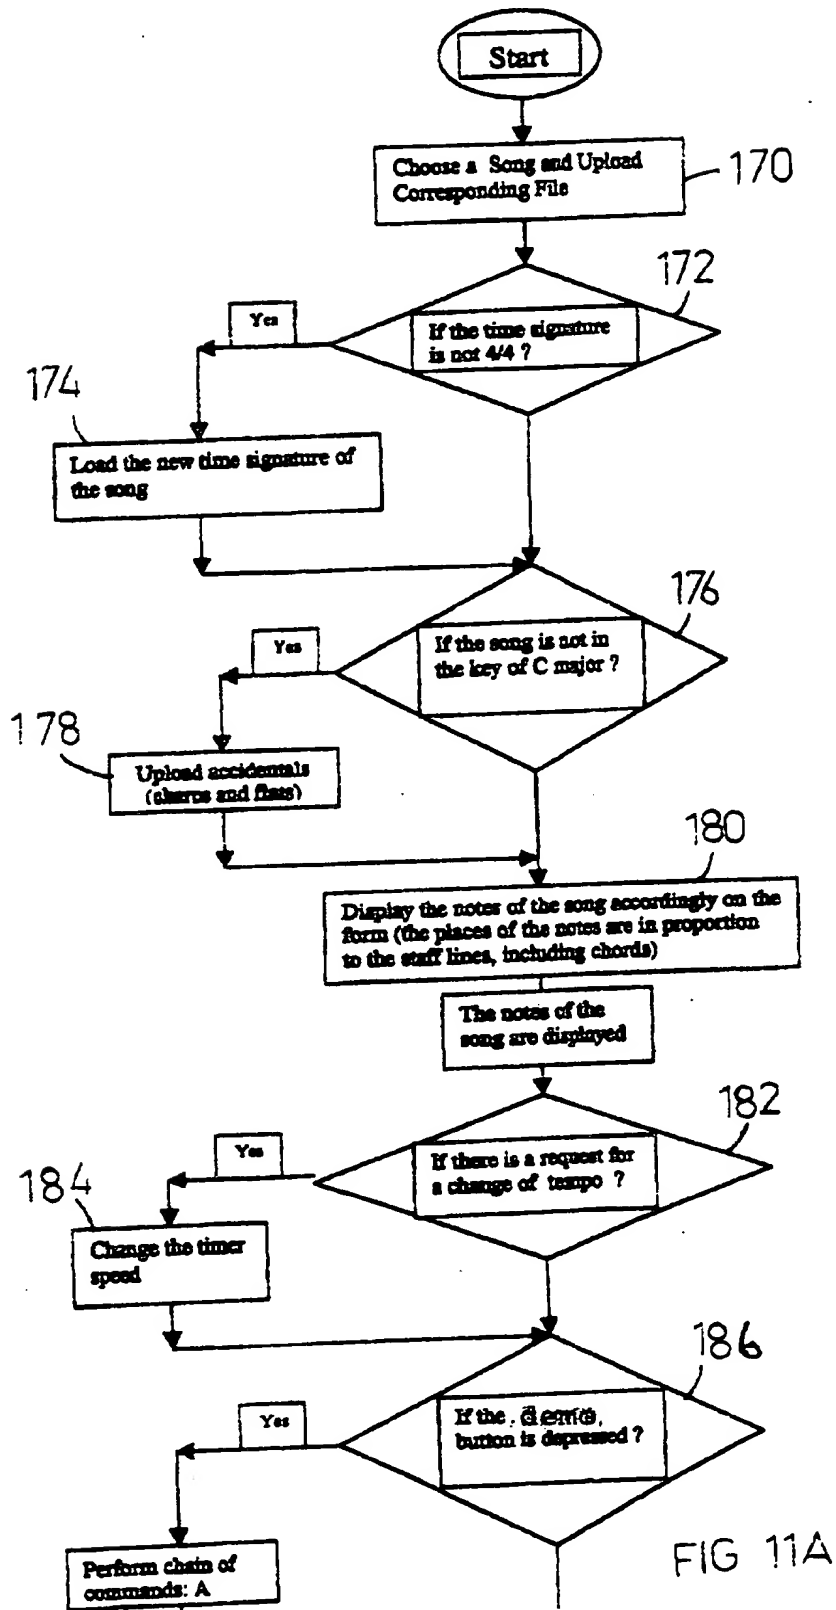 Start
Choose a Song and Upload
Corresponding File
170
172
If the time signature
is not 4/4 ?
Yes
174
Load the new time signature of
the song
176
If the song is not in
the key of C major ?
Yes
178
Upload accidentals
(sharps and flats)
180
Display the notes of the song accordingly on the
form (the places of the notes are in proportion
to the staff lines, including chords)
The notes of the
song are displayed
182
If there is a request for
a change of tempo ?
Yes
184
Change the timer
speed
186
If the demo
button is depressed ?
Yes
Perform chain of
commands: A
FIG 11A